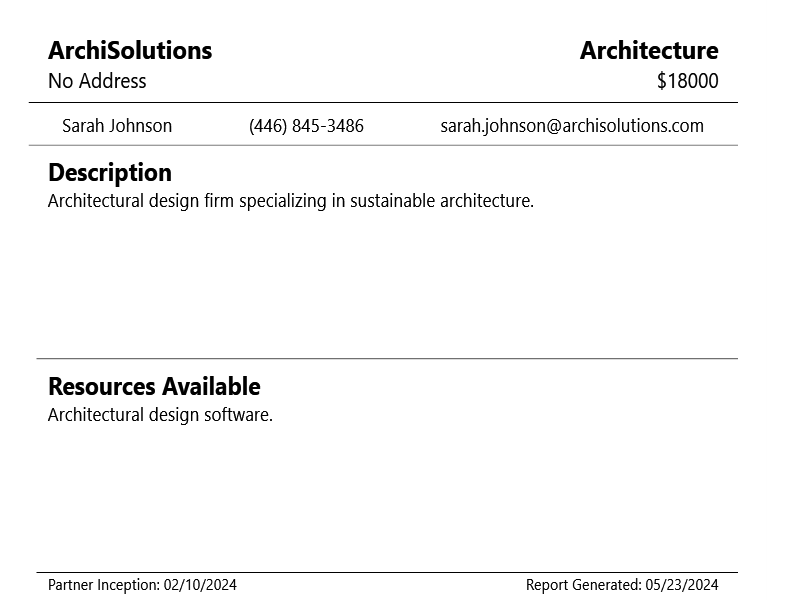 ArchiSolutions Architecture
No Address $18000
Sarah Johnson (446) 845-3486 sarah.johnson@archisolutions.com
Description
Architectural design firm specializing in sustainable architecture.
Resources Available
Architectural design software.
Partner Inception: 02/10/2024 Report Generated: 05/23/2024